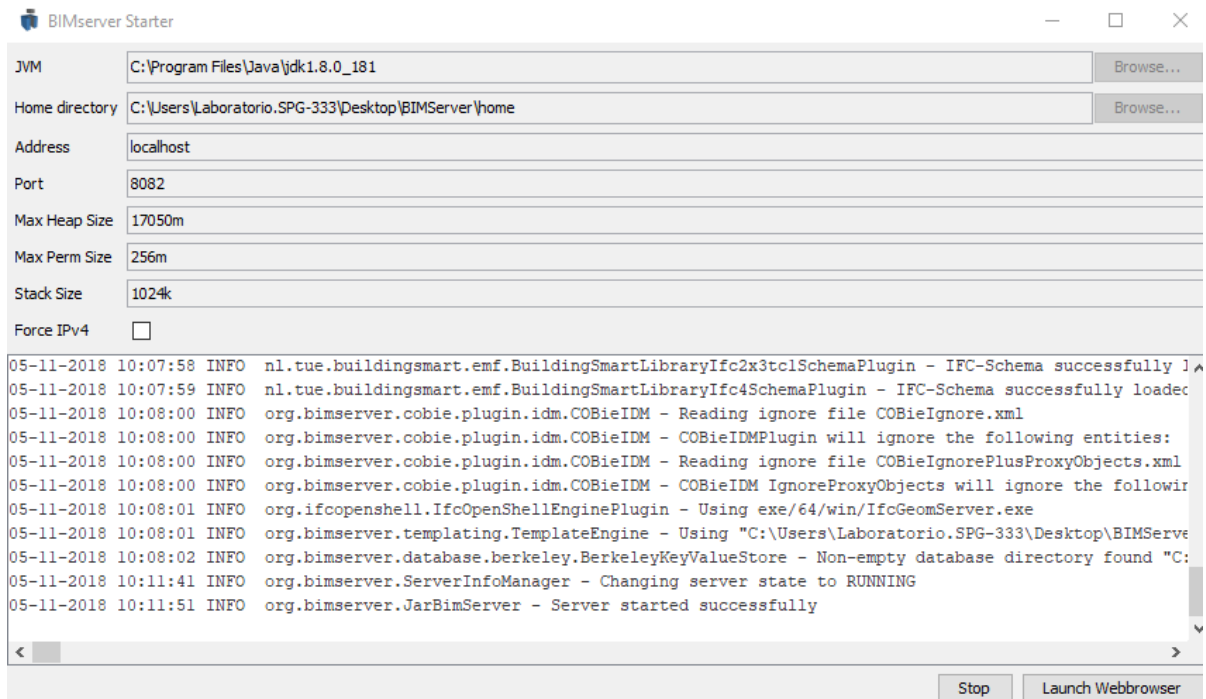 BIMserver Starter
JVM C:\Program Files\Java\jdk1.8.0_181 Browse...
Home directory C:\Users\Laboratorio.SPG-333\Desktop\BIMServer\home Browse...
Address localhost
Port 8082
Max Heap Size 17050m
Max Perm Size 256m
Stack Size 1024k
Force IPv4
05-11-2018 10:07:58 INFO nl.tue.buildingsmart.emf.BuildingSmartLibraryIfc2x3tc1SchemaPlugin - IFC-Schema successfully l
05-11-2018 10:07:59 INFO nl.tue.buildingsmart.emf.BuildingSmartLibraryIfc4SchemaPlugin - IFC-Schema successfully loaded
05-11-2018 10:08:00 INFO org.bimserver.cobie.plugin.idm.COBieIDM - Reading ignore file COBieIgnore.xml
05-11-2018 10:08:00 INFO org.bimserver.cobie.plugin.idm.COBieIDM - COBieIDMPlugin will ignore the following entities:
05-11-2018 10:08:00 INFO org.bimserver.cobie.plugin.idm.COBieIDM - Reading ignore file COBieIgnorePlusProxyObjects.xml
05-11-2018 10:08:00 INFO org.bimserver.cobie.plugin.idm.COBieIDM - COBieIDM IgnoreProxyObjects will ignore the followin
05-11-2018 10:08:01 INFO org.ifcopenshell.IfcOpenShellEnginePlugin - Using exe/64/win/IfcGeomServer.exe
05-11-2018 10:08:01 INFO org.bimserver.templating.TemplateEngine - Using "C:\Users\Laboratorio.SPG-333\Desktop\BIMServe
05-11-2018 10:08:02 INFO org.bimserver.database.berkeley.BerkeleyKeyValueStore - Non-empty database directory found "C:
05-11-2018 10:11:41 INFO org.bimserver.ServerInfoManager - Changing server state to RUNNING
05-11-2018 10:11:51 INFO org.bimserver.JarBimServer - Server started successfully
Stop Launch Webbrowser